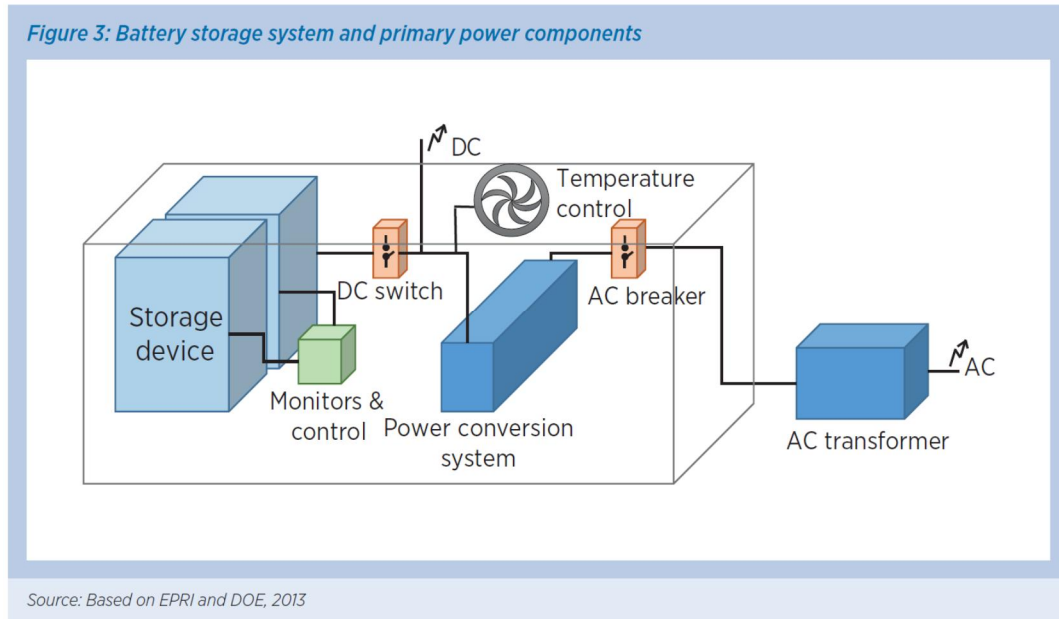 Figure 3: Battery storage system and primary power components
DC
Temperature
control
DC switch
AC breaker
Storage
device
Monitors &
control
Power conversion
system
AC
AC transformer
Source: Based on EPRI and DOE, 2013